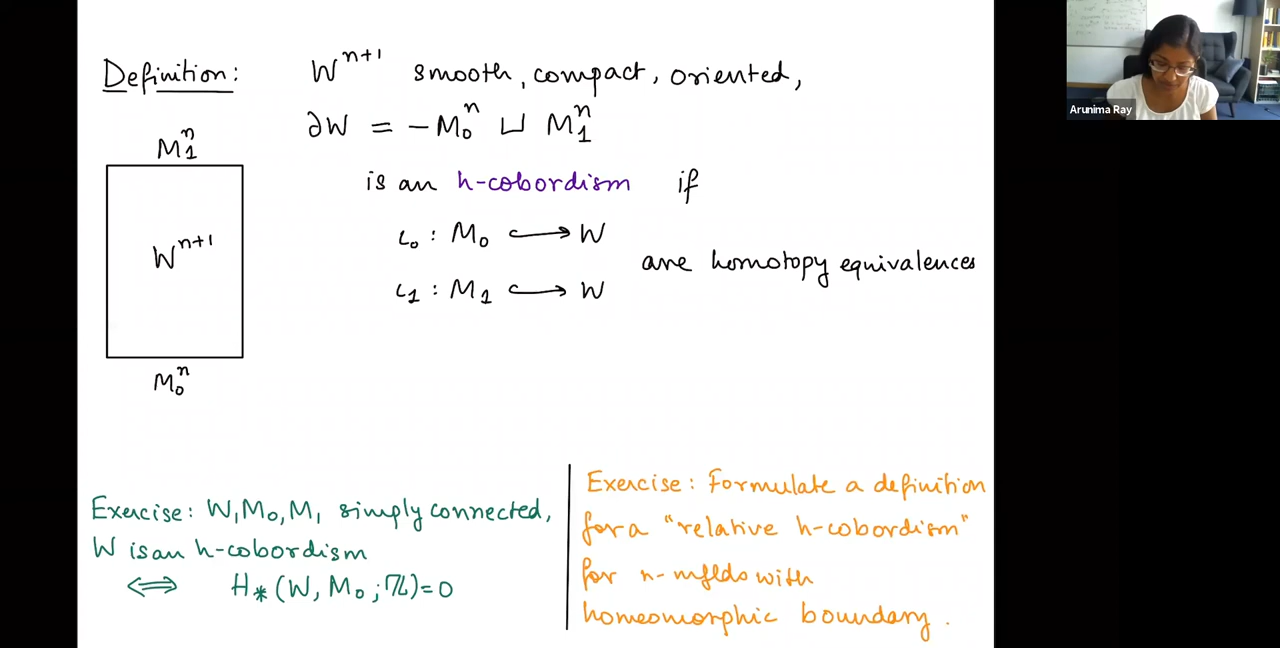 Definition: W^{n+1} smooth, compact, oriented,
∂W = -M_0^n ⊔ M_1^n
is an h-cobordism if
ι_0 : M_0 ↪ W
ι_1 : M_1 ↪ W
are homotopy equivalences
M_1^n
W^{n+1}
M_0^n
Exercise: W, M_0, M_1 simply connected,
W is an h-cobordism
⟺ H_*(W, M_0; ℤ) = 0
Exercise: Formulate a definition
for a "relative h-cobordism"
for n-mflds with
homeomorphic boundary.
Arunima Ray